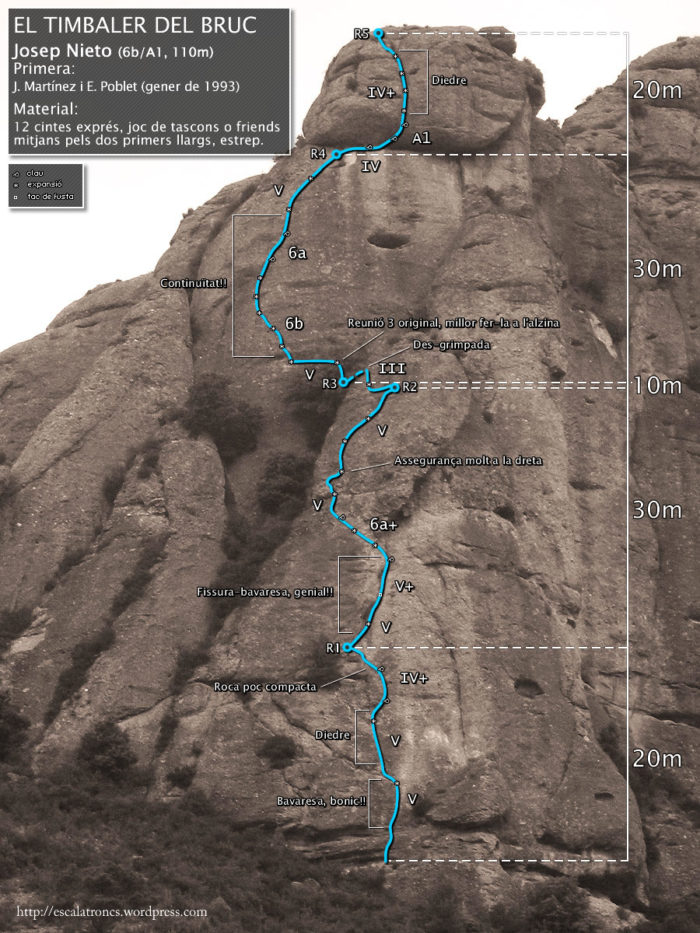 EL TIMBALER DEL BRUC
Josep Nieto (6b/A1, 110m)
Primera:
J. Martínez i E. Poblet (gener de 1993)
Material:
12 cintes exprés, joc de tascons o friends
mitjans pels dos primers llargs, estrep.
clau
expansió
tac de fusta
R5
20m
Diedre
IV+
A1
R4
IV
V
6a
30m
Continuïtat!!
6b
Reunió 3 original, millor fer-la a l'alzina
Des-grimpada
III
V
R3
R2
10m
V
Assegurança molt a la dreta
V
30m
6a+
V+
Fissura-bavaresa, genial!!
V
R1
IV+
Roca poc compacta
Diedre
V
20m
Bavaresa, bonic!!
V
http://escalatroncs.wordpress.com